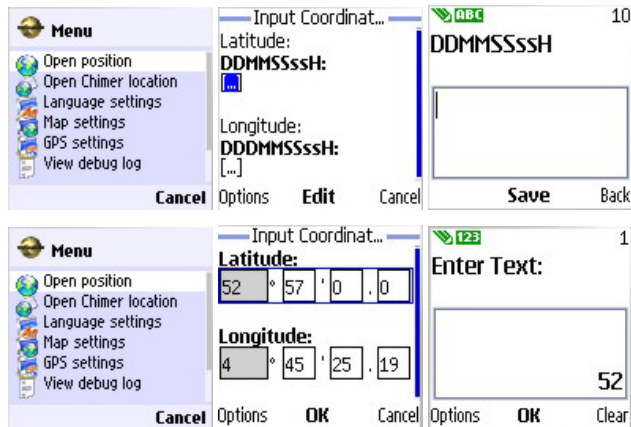 Menu
Open position
Open Chimer location
Language settings
Map settings
GPS settings
View debug log
Cancel
Input Coordinat...
Latitude:
DDMMSSssH:
[...]
Longitude:
DDDMMSSssH:
[...]
Options Edit Cancel
ABC 10
DDMMSSssH
Save Back
Menu
Open position
Open Chimer location
Language settings
Map settings
GPS settings
View debug log
Cancel
Input Coordinat...
Latitude:
52 ° 57 ' 0 . 0
Longitude:
4 ° 45 ' 25 . 19
Options OK Cancel
123 1
Enter Text:
52
Options OK Clear